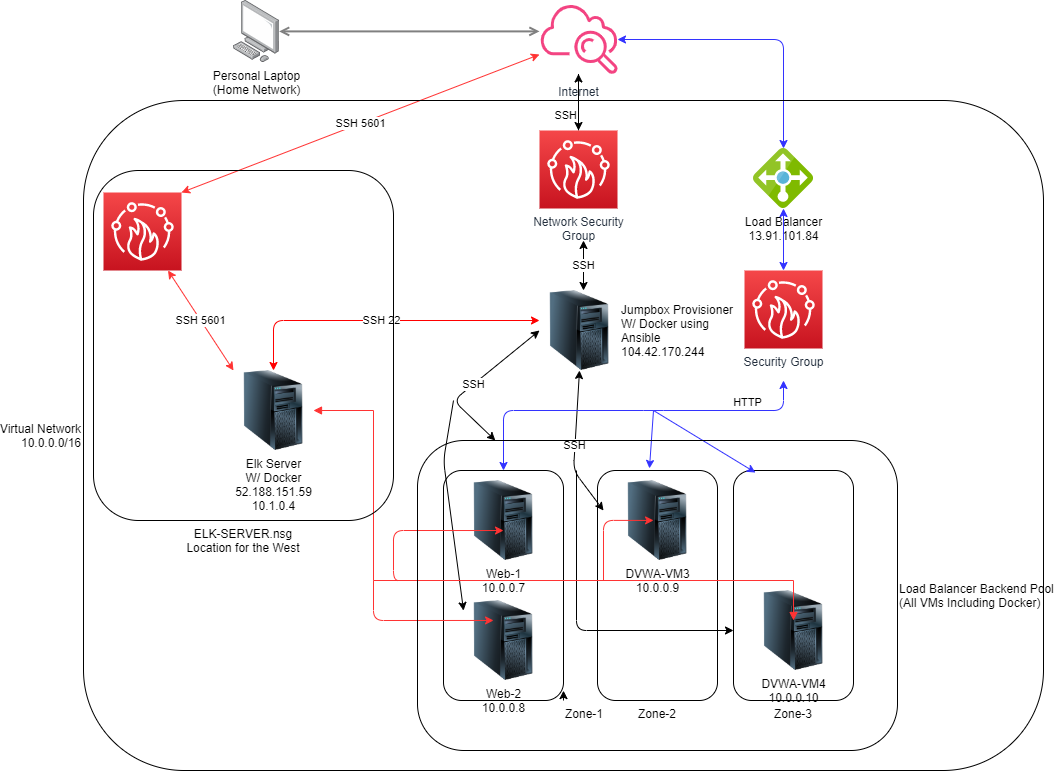 Personal Laptop
(Home Network)
Internet
SSH 5601
SSH
Network Security
Group
Load Balancer
13.91.101.84
SSH
SSH 5601
SSH 22
Jumpbox Provisioner
W/ Docker using
Ansible
104.42.170.244
Security Group
SSH
HTTP
Virtual Network
10.0.0.0/16
SSH
Elk Server
W/ Docker
52.188.151.59
10.1.0.4
ELK-SERVER.nsg
Location for the West
Web-1
10.0.0.7
DVWA-VM3
10.0.0.9
Load Balancer Backend Pool
(All VMs Including Docker)
Web-2
10.0.0.8
DVWA-VM4
10.0.0.10
Zone-1
Zone-2
Zone-3